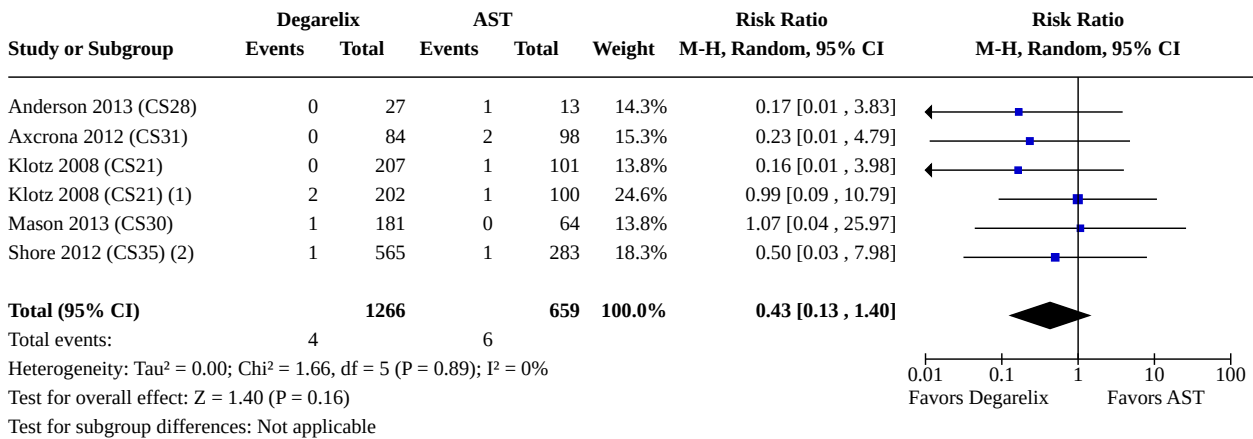 Degarelix AST Risk Ratio Risk Ratio
Study or Subgroup Events Total Events Total Weight M-H, Random, 95% CI M-H, Random, 95% CI
Anderson 2013 (CS28) 0 27 1 13 14.3% 0.17 [0.01 , 3.83]
Axcrona 2012 (CS31) 0 84 2 98 15.3% 0.23 [0.01 , 4.79]
Klotz 2008 (CS21) 0 207 1 101 13.8% 0.16 [0.01 , 3.98]
Klotz 2008 (CS21) (1) 2 202 1 100 24.6% 0.99 [0.09 , 10.79]
Mason 2013 (CS30) 1 181 0 64 13.8% 1.07 [0.04 , 25.97]
Shore 2012 (CS35) (2) 1 565 1 283 18.3% 0.50 [0.03 , 7.98]
Total (95% CI) 1266 659 100.0% 0.43 [0.13 , 1.40]
Total events: 4 6
Heterogeneity: Tau² = 0.00; Chi² = 1.66, df = 5 (P = 0.89); I² = 0%
0.01 0.1 1 10 100
Test for overall effect: Z = 1.40 (P = 0.16) Favors Degarelix Favors AST
Test for subgroup differences: Not applicable